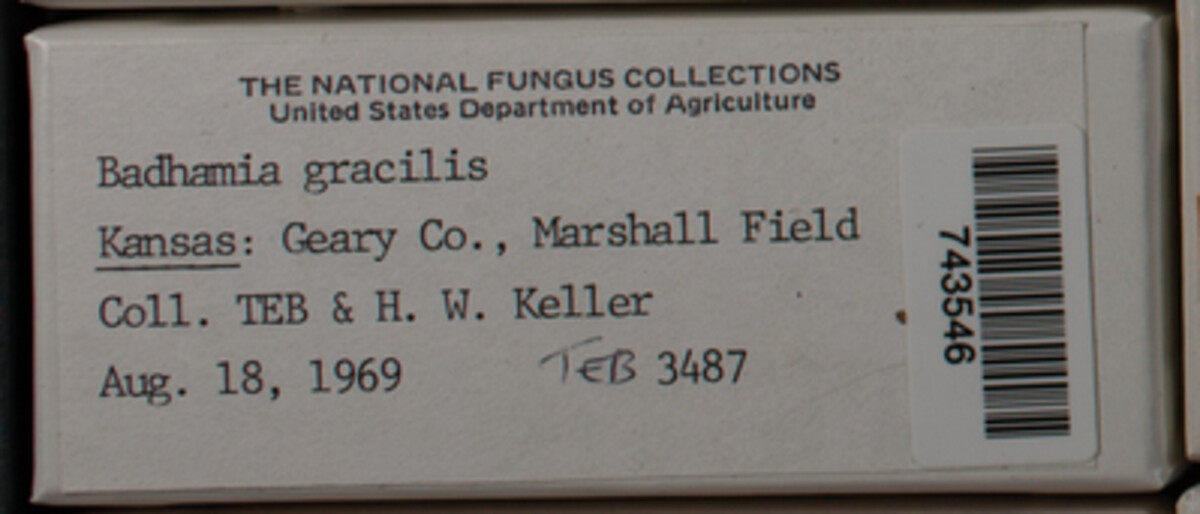 THE NATIONAL FUNGUS COLLECTIONS
United States Department of Agriculture
Badhamia gracilis
Kansas: Geary Co., Marshall Field
Coll. TEB & H. W. Keller
Aug. 18, 1969 TEB 3487
743546